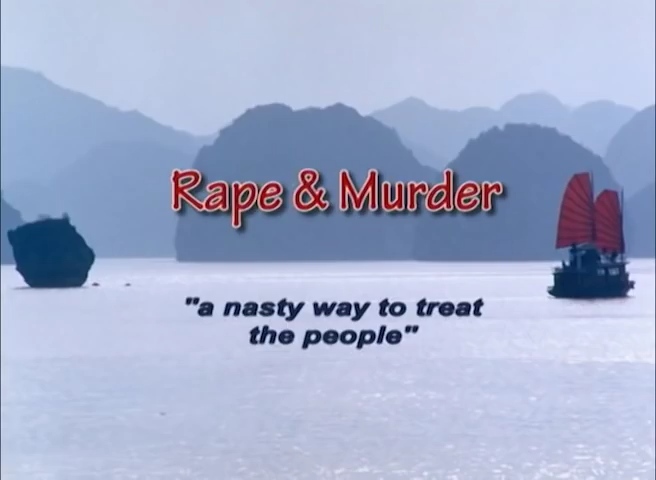 Rape & Murder
"a nasty way to treat
the people"